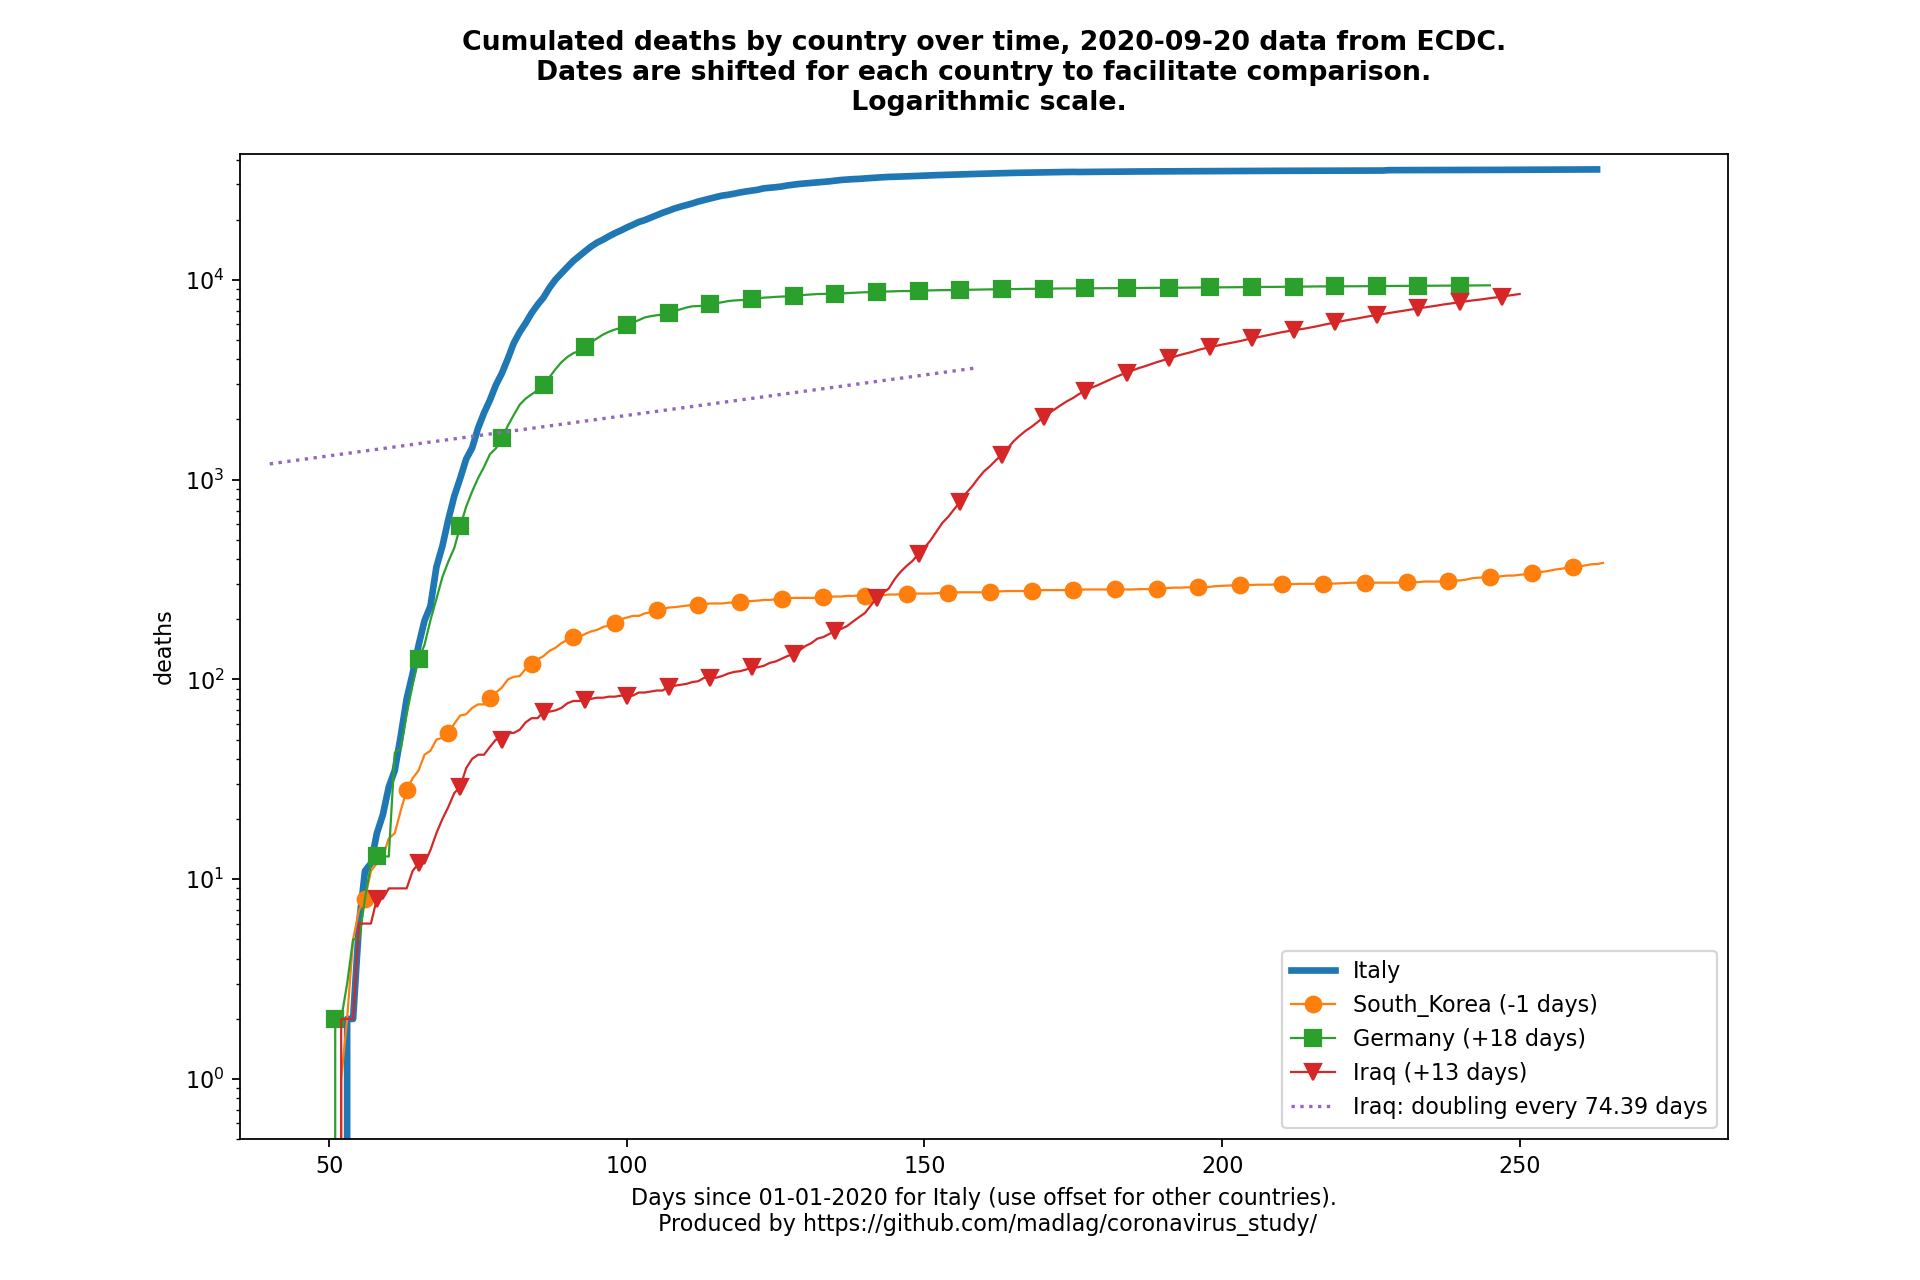 Cumulated deaths by country over time, 2020-09-20 data from ECDC.
Dates are shifted for each country to facilitate comparison.
Logarithmic scale.
deaths
10⁴
10³
10²
10¹
10⁰
50 100 150 200 250
Italy
South_Korea (-1 days)
Germany (+18 days)
Iraq (+13 days)
Iraq: doubling every 74.39 days
Days since 01-01-2020 for Italy (use offset for other countries).
Produced by https://github.com/madlag/coronavirus_study/